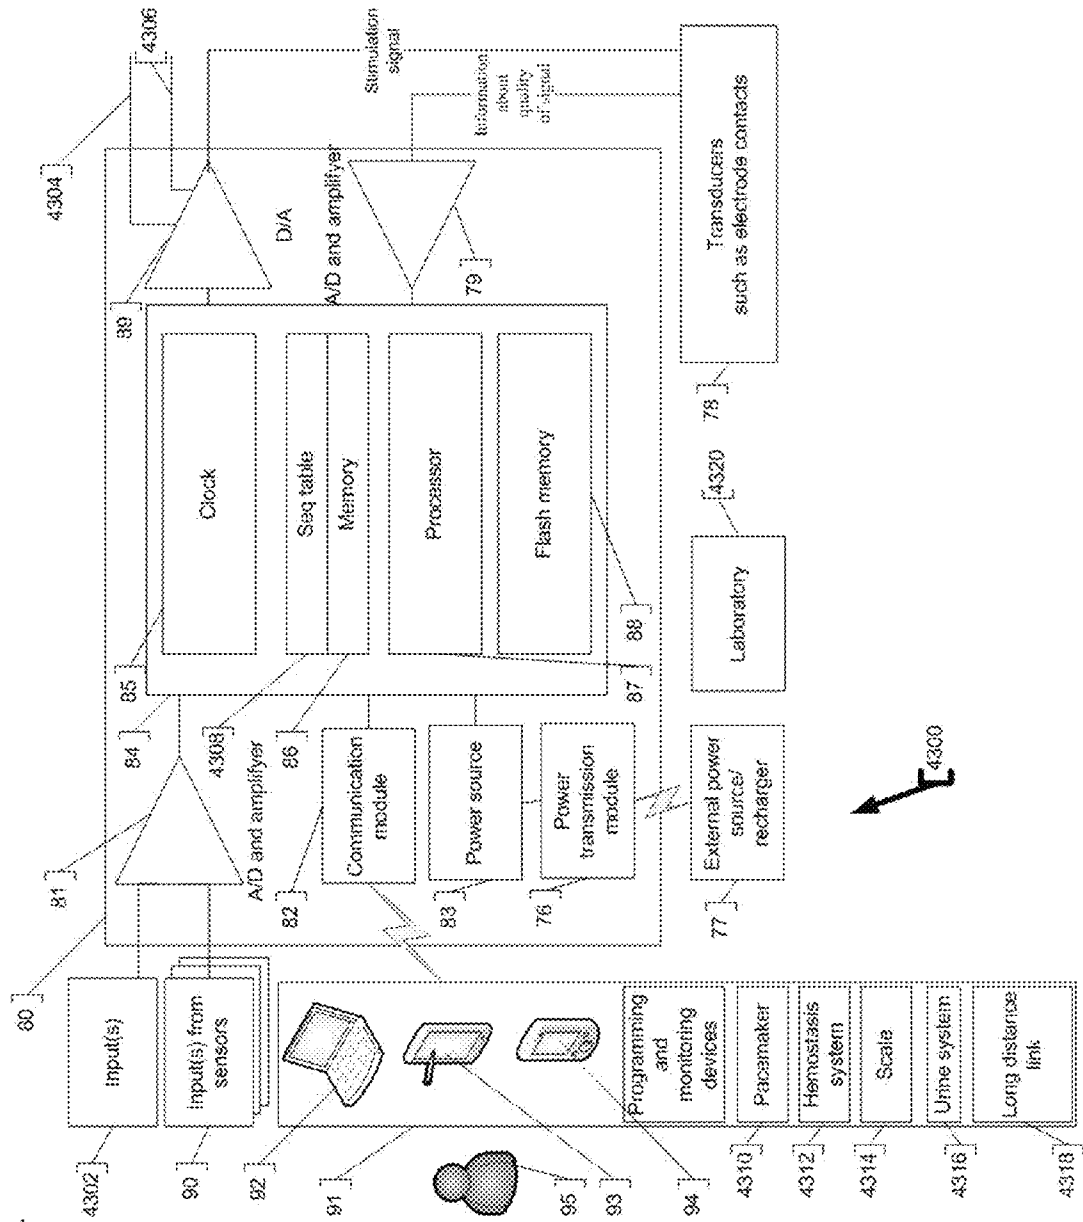 4302
Input(s)
80
81
4304
4306
90
Input(s) from
sensors
84
85
89
92
A/D and amplifyer
4308
Clock
D/A
91
82
86
Seq table
Memory
A/D and amplifyer
Stimulation
signal
Communication
module
95
83
Power source
Processor
79
Information
about
quality
of signal
93
76
Power
transmission
module
87
88
Flash memory
94
Programming
and
monitoring
devices
4310
Pacemaker
77
External power
source/
recharger
Laboratory
4320
78
Transducers
such as electrode contacts
4312
Hemostasis
system
4314
Scale
4316
Urine system
4300
4318
Long distance
link